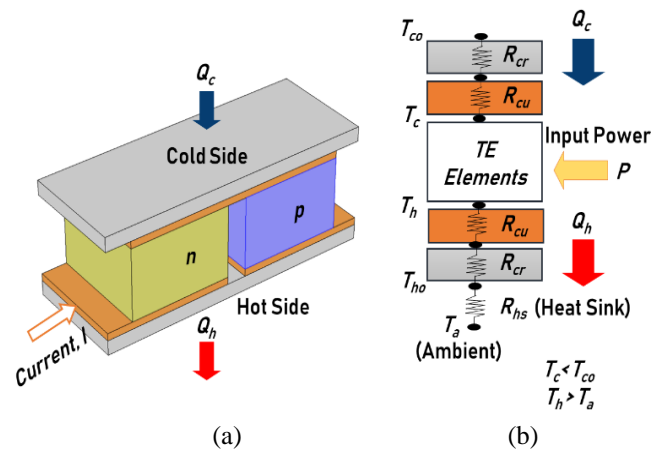 Q_c
Cold Side
n
p
Hot Side
Q_h
Current, I
(a)
T_co
Q_c
R_cr
R_cu
T_c
TE
Elements
Input Power
P
T_h
R_cu
Q_h
R_cr
T_ho
R_hs (Heat Sink)
T_a
(Ambient)
T_c < T_co
T_h > T_a
(b)